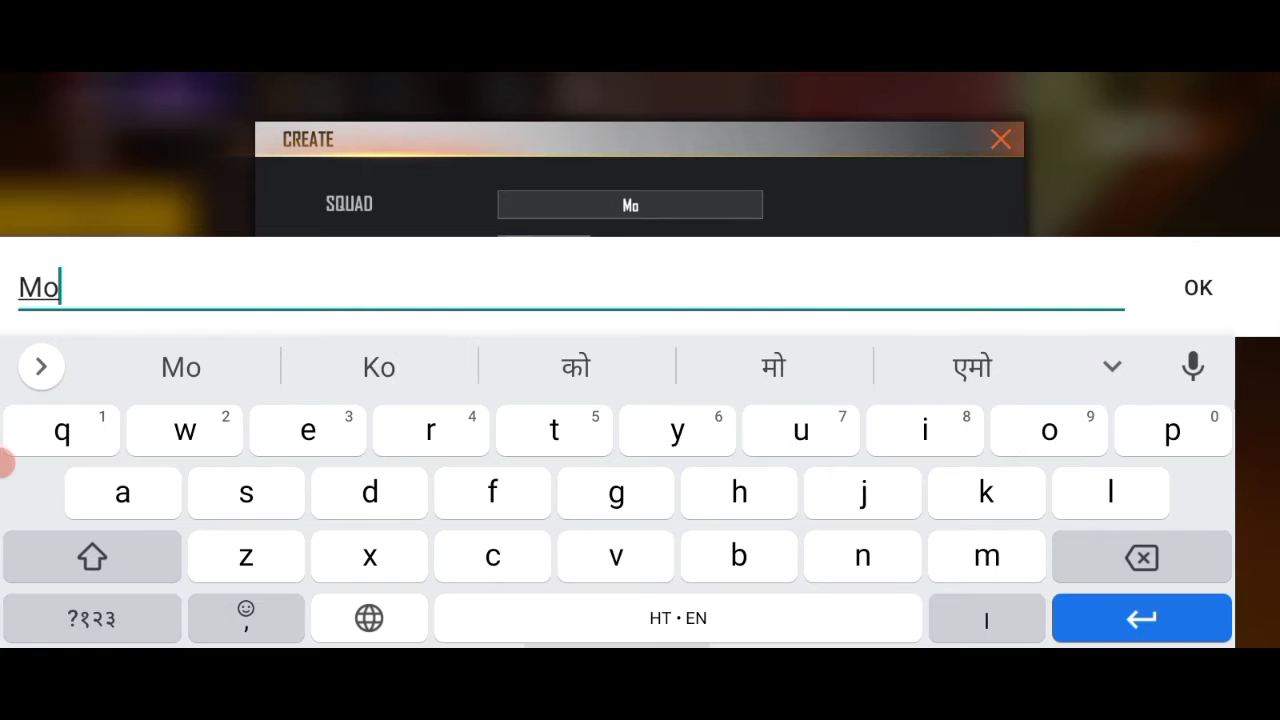 CREATE
SQUAD Mo
Mo OK
Mo Ko को मो एमो
q 1 w 2 e 3 r 4 t 5 y 6 u 7 i 8 o 9 p 0
a s d f g h j k l
z x c v b n m
?१२३ , HT • EN ।